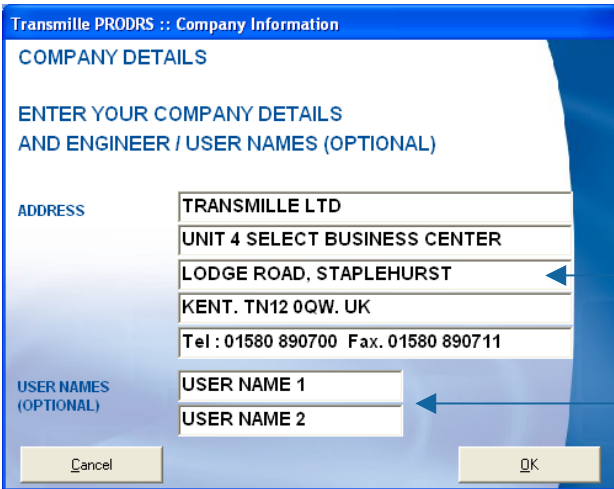 Transmille PRODRS :: Company Information
COMPANY DETAILS
ENTER YOUR COMPANY DETAILS
AND ENGINEER / USER NAMES (OPTIONAL)
ADDRESS
TRANSMILLE LTD
UNIT 4 SELECT BUSINESS CENTER
LODGE ROAD, STAPLEHURST
KENT. TN12 0QW. UK
Tel : 01580 890700 Fax. 01580 890711
USER NAMES
(OPTIONAL)
USER NAME 1
USER NAME 2
Cancel
OK